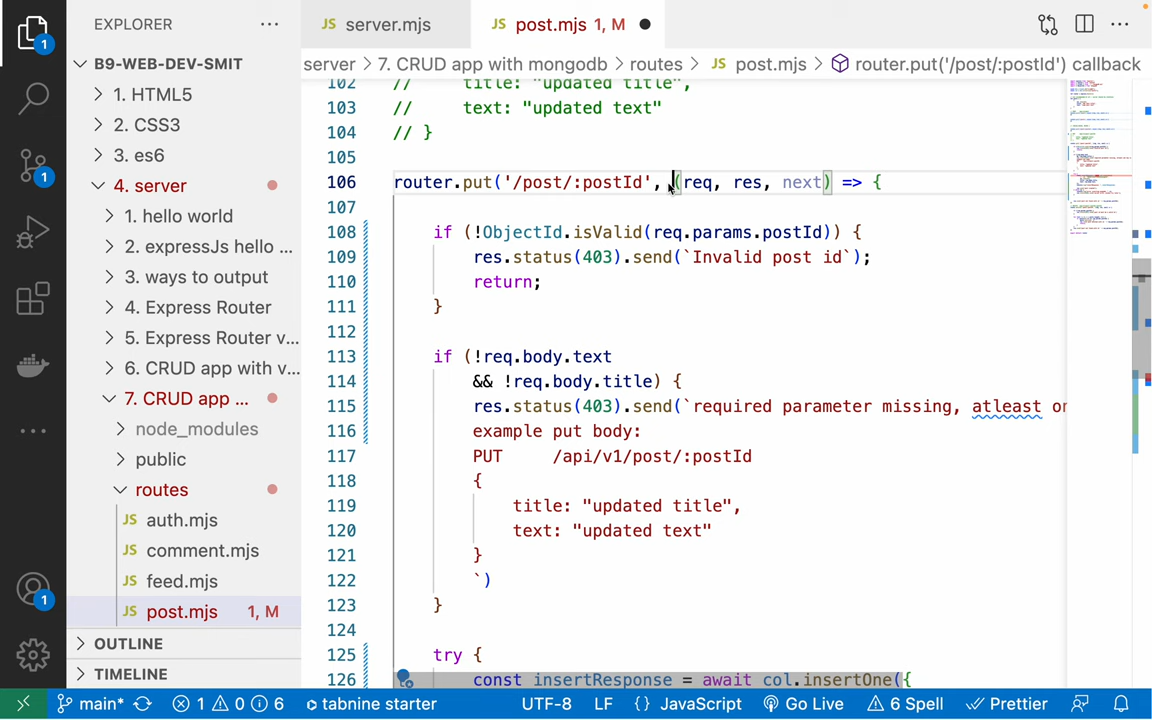 EXPLORER
server.mjs
post.mjs 1, M
B9-WEB-DEV-SMIT
server > 7. CRUD app with mongodb > routes > JS post.mjs > router.put('/post/:postId') callback
1. HTML5
2. CSS3
3. es6
4. server
1. hello world
2. expressJs hello ...
3. ways to output
4. Express Router
5. Express Router v...
6. CRUD app with v...
7. CRUD app ...
node_modules
public
routes
JS auth.mjs
JS comment.mjs
JS feed.mjs
JS post.mjs 1, M
OUTLINE
TIMELINE
102 // title: "updated title",
103 // text: "updated text"
104 // }
105
106 router.put('/post/:postId', (req, res, next) => {
107
108 if (!ObjectId.isValid(req.params.postId)) {
109 res.status(403).send(`Invalid post id`);
110 return;
111 }
112
113 if (!req.body.text
114 && !req.body.title) {
115 res.status(403).send(`required parameter missing, atleast on
116 example put body:
117 PUT /api/v1/post/:postId
118 {
119 title: "updated title",
120 text: "updated text"
121 }
122 `)
123 }
124
125 try {
126 const insertResponse = await col.insertOne({
main* 1 0 6 tabnine starter UTF-8 LF {} JavaScript Go Live 6 Spell Prettier